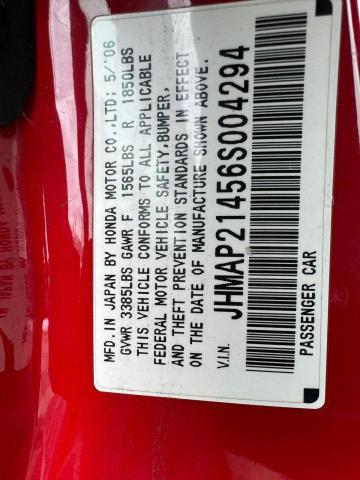 MFD. IN JAPAN BY HONDA MOTOR CO.,LTD; 5/'06
GVWR 3385LBS GAWR F 1565LBS R 1850LBS
THIS VEHICLE CONFORMS TO ALL APPLICABLE
FEDERAL MOTOR VEHICLE SAFETY,BUMPER,
AND THEFT PREVENTION STANDARDS IN EFFECT
ON THE DATE OF MANUFACTURE SHOWN ABOVE.
V.I.N. JHMAP21456S004294
PASSENGER CAR